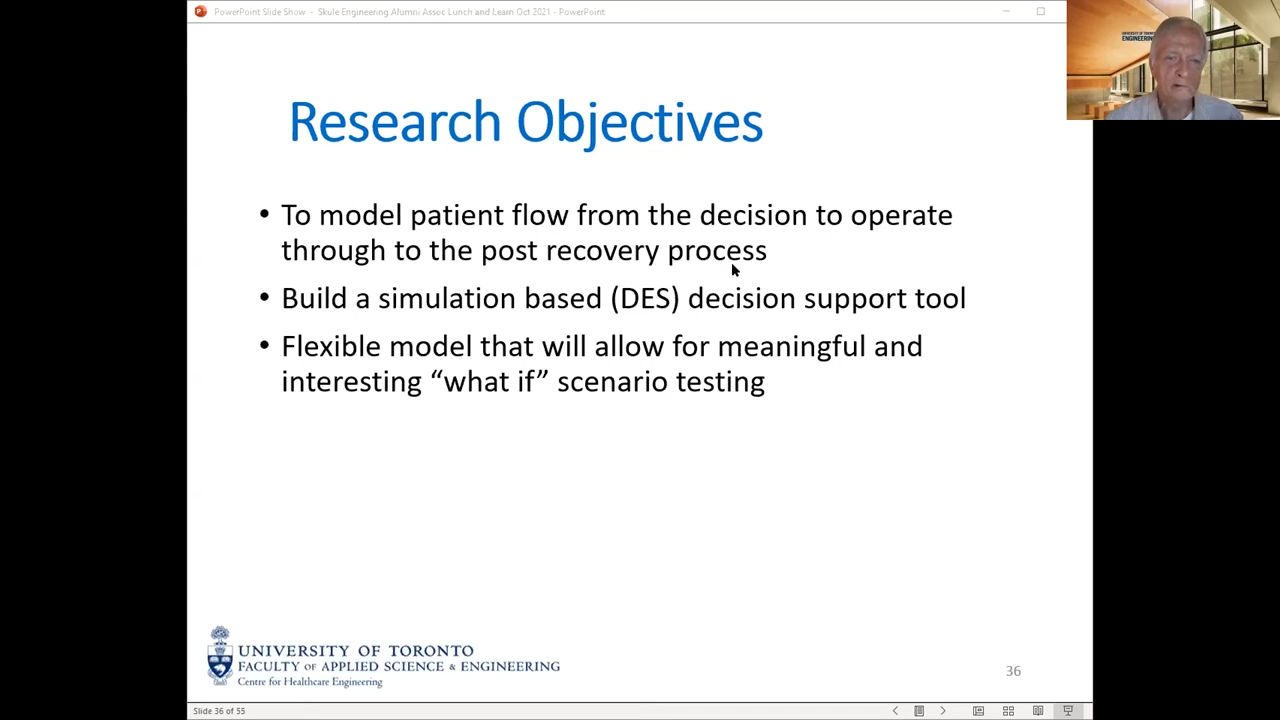 PowerPoint Slide Show - Skule Engineering Alumni Assoc Lunch and Learn Oct 2021 - PowerPoint
Research Objectives
• To model patient flow from the decision to operate
through to the post recovery process
• Build a simulation based (DES) decision support tool
• Flexible model that will allow for meaningful and
interesting “what if” scenario testing
UNIVERSITY OF TORONTO
FACULTY OF APPLIED SCIENCE & ENGINEERING
Centre for Healthcare Engineering
36
Slide 36 of 55